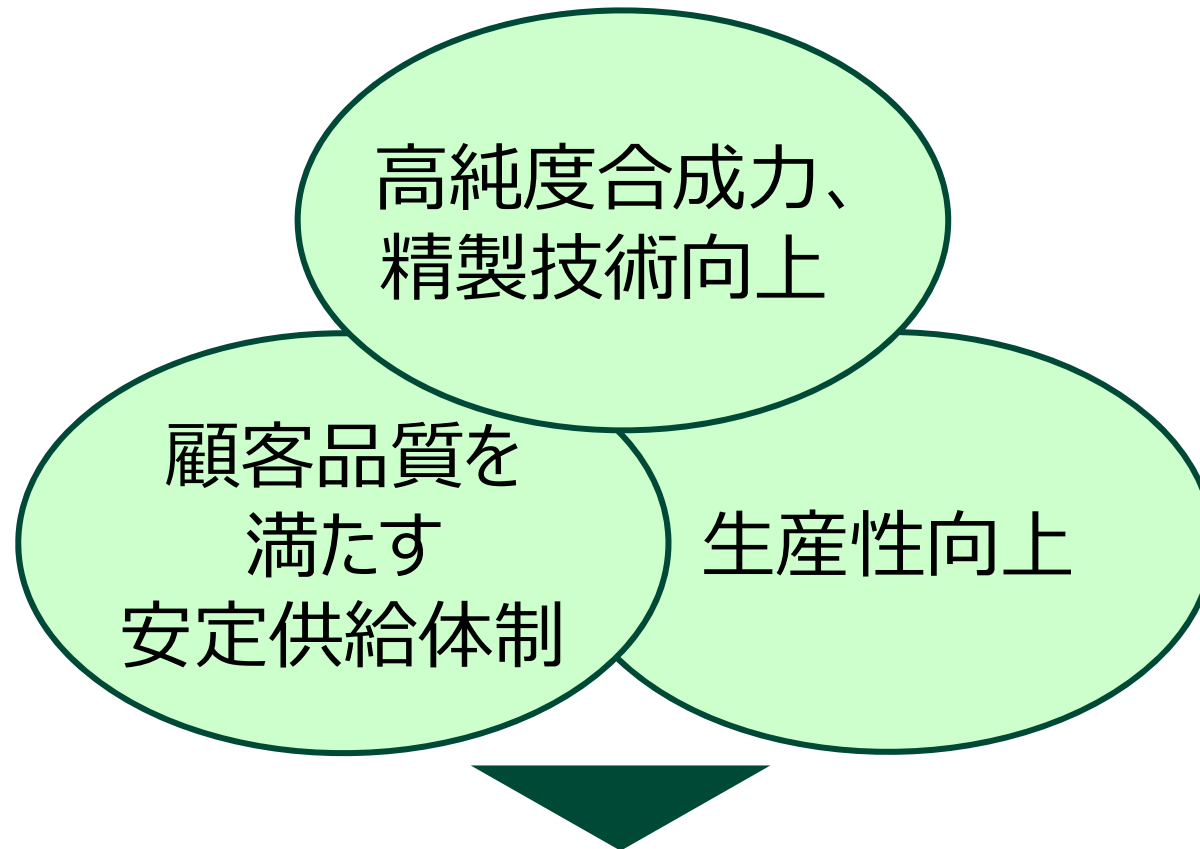 高純度合成力、
精製技術向上
顧客品質を
満たす
安定供給体制
生産性向上